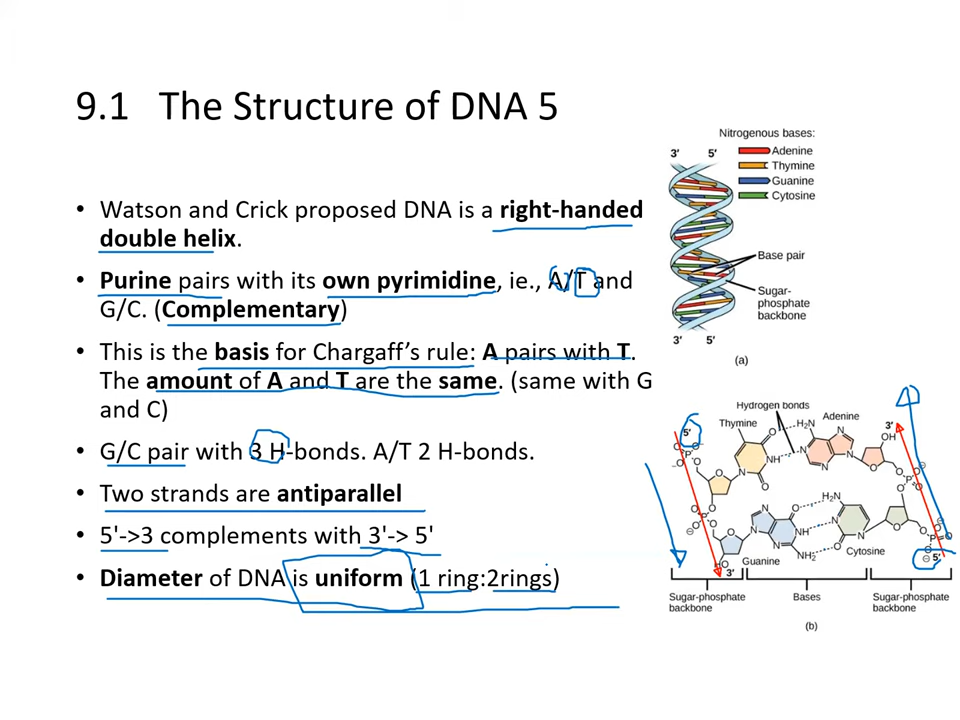 9.1 The Structure of DNA 5
• Watson and Crick proposed DNA is a right-handed
double helix.
• Purine pairs with its own pyrimidine, ie., A/T and
G/C. (Complementary)
• This is the basis for Chargaff’s rule: A pairs with T.
The amount of A and T are the same. (same with G
and C)
• G/C pair with 3 H-bonds. A/T 2 H-bonds.
• Two strands are antiparallel
• 5'->3 complements with 3'-> 5'
• Diameter of DNA is uniform (1 ring:2rings)
Nitrogenous bases:
3′ 5′
Adenine
Thymine
Guanine
Cytosine
Base pair
Sugar-
phosphate
backbone
3′ 5′
(a)
Hydrogen bonds
Thymine
Adenine
5′
3′
O
H₂N
OH
NH
N
N
N
N
N
O
O
P
O
O
O
O
P
O
H₂N
O
N
N
NH
N
N
N
O
NH₂
O
Guanine
Cytosine
3′
5′
Sugar-phosphate
backbone
Bases
Sugar-phosphate
backbone
(b)